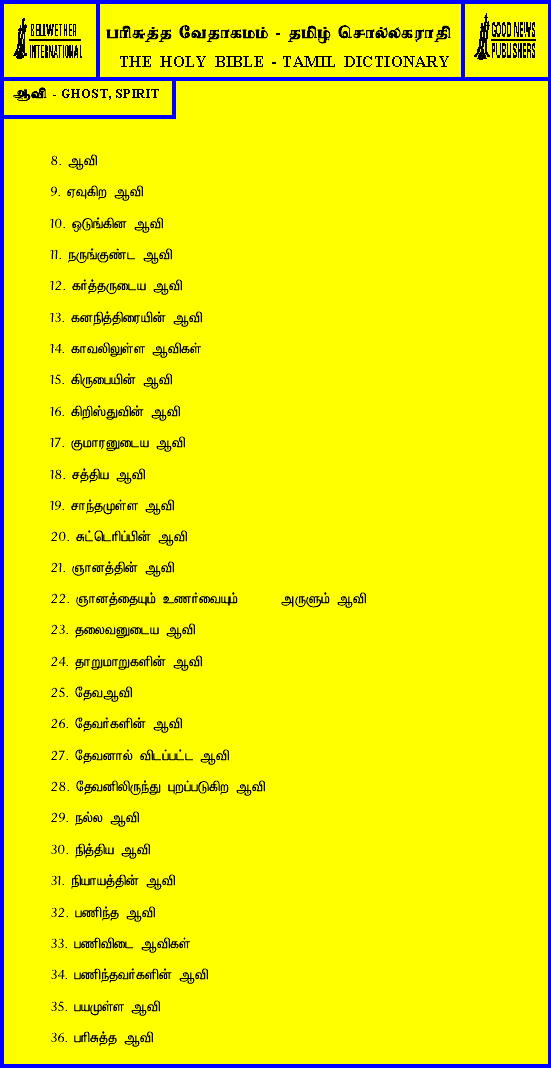 BELLWETHER
INTERNATIONAL
பரிசுத்த வேதாகமம் - தமிழ் சொல்லகராதி
THE HOLY BIBLE - TAMIL DICTIONARY
GOOD NEWS
PUBLISHERS
ஆவி - GHOST, SPIRIT
8. ஆவி
9. ஏவுகிற ஆவி
10. ஒடுங்கின ஆவி
11. நருங்குண்ட ஆவி
12. கர்த்தருடைய ஆவி
13. கனநித்திரையின் ஆவி
14. காவலிலுள்ள ஆவிகள்
15. கிருபையின் ஆவி
16. கிறிஸ்துவின் ஆவி
17. குமாரனுடைய ஆவி
18. சத்திய ஆவி
19. சாந்தமுள்ள ஆவி
20. சுட்டெரிப்பின் ஆவி
21. ஞானத்தின் ஆவி
22. ஞானத்தையும் உணர்வையும் அருளும் ஆவி
23. தலைவனுடைய ஆவி
24. தாறுமாறுகளின் ஆவி
25. தேவஆவி
26. தேவர்களின் ஆவி
27. தேவனால் விடப்பட்ட ஆவி
28. தேவனிலிருந்து புறப்படுகிற ஆவி
29. நல்ல ஆவி
30. நித்திய ஆவி
31. நியாயத்தின் ஆவி
32. பணிந்த ஆவி
33. பணிவிடை ஆவிகள்
34. பணிந்தவர்களின் ஆவி
35. பயமுள்ள ஆவி
36. பரிசுத்த ஆவி